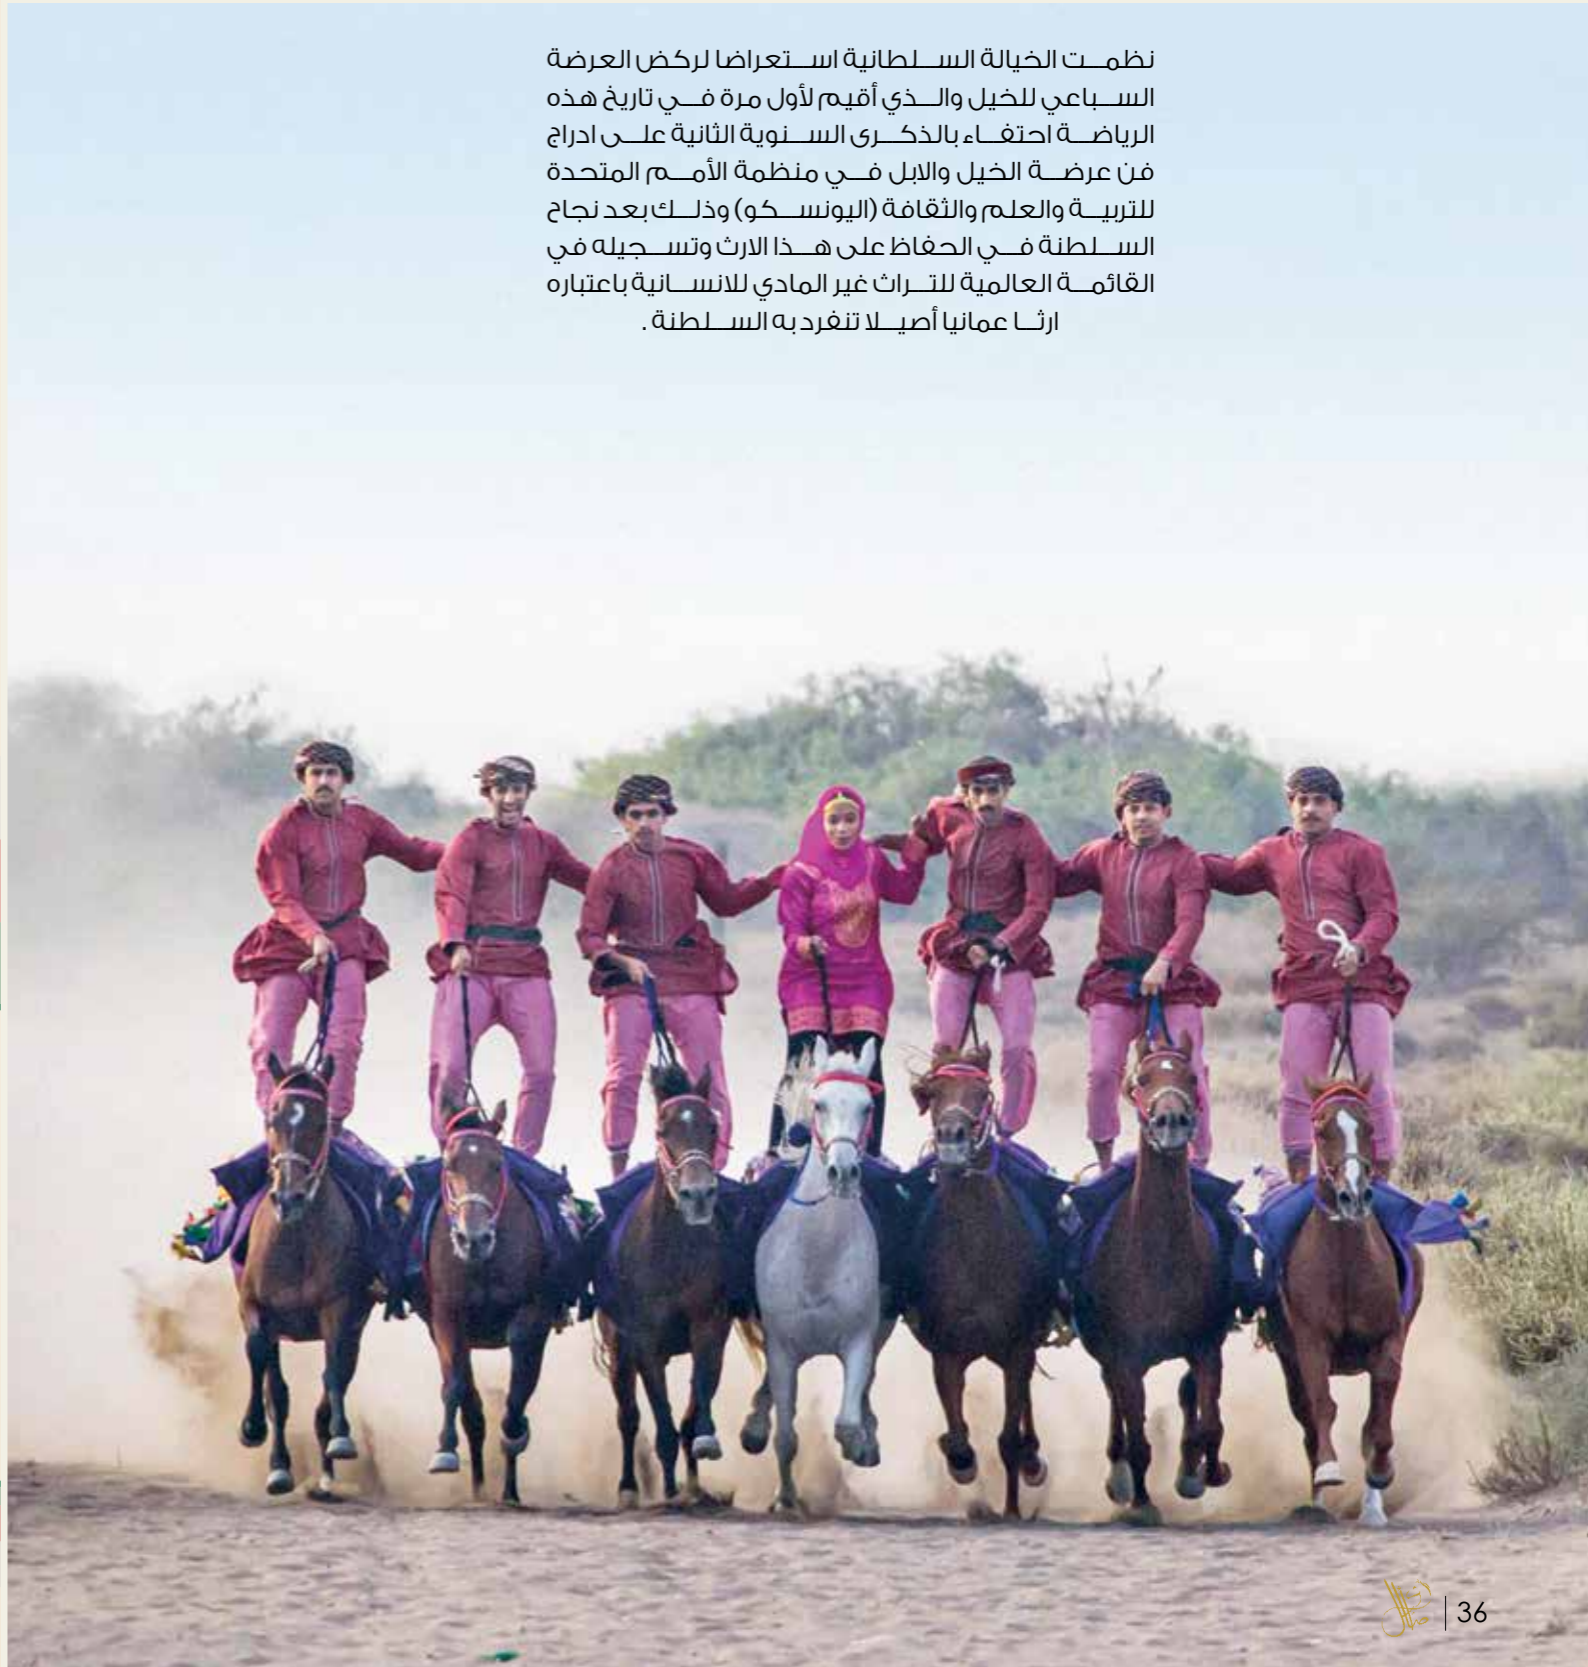 نظمت الخيالة السلطانية استعراضا لركض العرضة
السباعي للخيل والذي أقيم لأول مرة في تاريخ هذه
الرياضة احتفاء بالذكرى السنوية الثانية على ادراج
فن عرضة الخيل والابل في منظمة الأمم المتحدة
للتربية والعلم والثقافة (اليونسكو) وذلك بعد نجاح
السلطنة في الحفاظ على هذا الارث وتسجيله في
القائمة العالمية للتراث غير المادي للانسانية باعتباره
ارثا عمانيا أصيلا تنفرد به السلطنة .
36